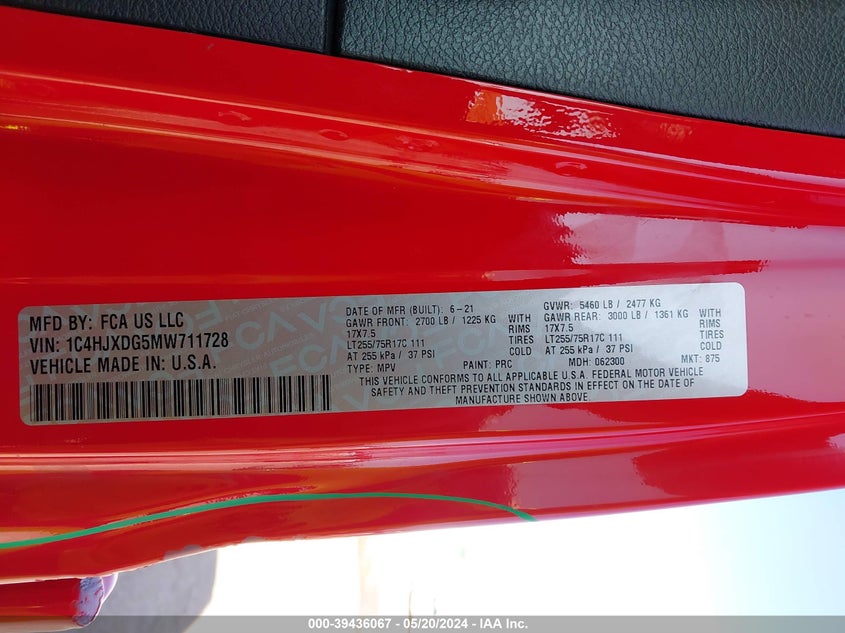 MFD BY: FCA US LLC
VIN: 1C4HJXDG5MW711728
VEHICLE MADE IN: U.S.A.
DATE OF MFR (BUILT): 6-21
GAWR FRONT: 2700 LB / 1225 KG WITH
17X7.5 RIMS
LT255/75R17C 111 TIRES
AT 255 kPa / 37 PSI COLD
TYPE: MPV PAINT: PRC
GVWR: 5460 LB / 2477 KG
GAWR REAR: 3000 LB / 1361 KG WITH
17X7.5 RIMS
LT255/75R17C 111 TIRES
AT 255 kPa / 37 PSI COLD
MDH: 062300 MKT: 875
THIS VEHICLE CONFORMS TO ALL APPLICABLE U.S.A. FEDERAL MOTOR VEHICLE
SAFETY AND THEFT PREVENTION STANDARDS IN EFFECT ON THE DATE OF
MANUFACTURE SHOWN ABOVE.
000-39436067 - 05/20/2024 - IAA Inc.